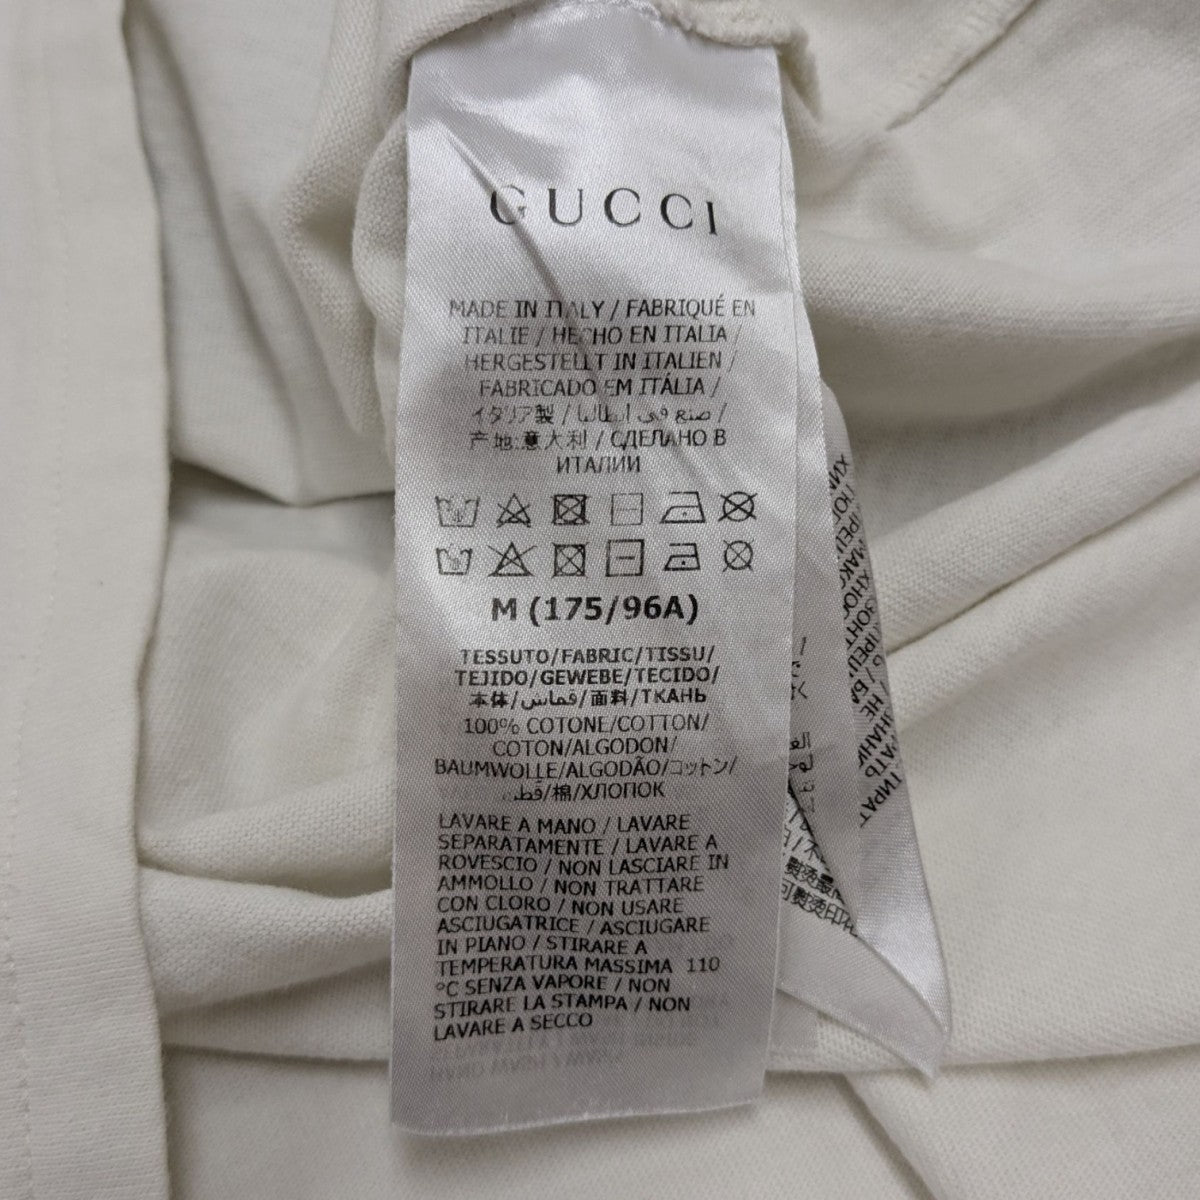 GUCCI
MADE IN ITALY / FABRIQUÉ EN
ITALIE / HECHO EN ITALIA /
HERGESTELLT IN ITALIEN /
FABRICADO EM ITÁLIA /
イタリア製 / صنع في ايطاليا /
产地:意大利 / СДЕЛАНО В
ИТАЛИИ
M (175/96A)
TESSUTO/FABRIC/TISSU/
TEJIDO/GEWEBE/TECIDO/
本体/قماش/面料/ТКАНЬ
100% COTONE/COTTON/
COTON/ALGODON/
BAUMWOLLE/ALGODÃO/コットン/
قطن/棉/ХЛОПОК
LAVARE A MANO / LAVARE
SEPARATAMENTE / LAVARE A
ROVESCIO / NON LASCIARE IN
AMMOLLO / NON TRATTARE
CON CLORO / NON USARE
ASCIUGATRICE / ASCIUGARE
IN PIANO / STIRARE A
TEMPERATURA MASSIMA 110
°C SENZA VAPORE / NON
STIRARE LA STAMPA / NON
LAVARE A SECCO